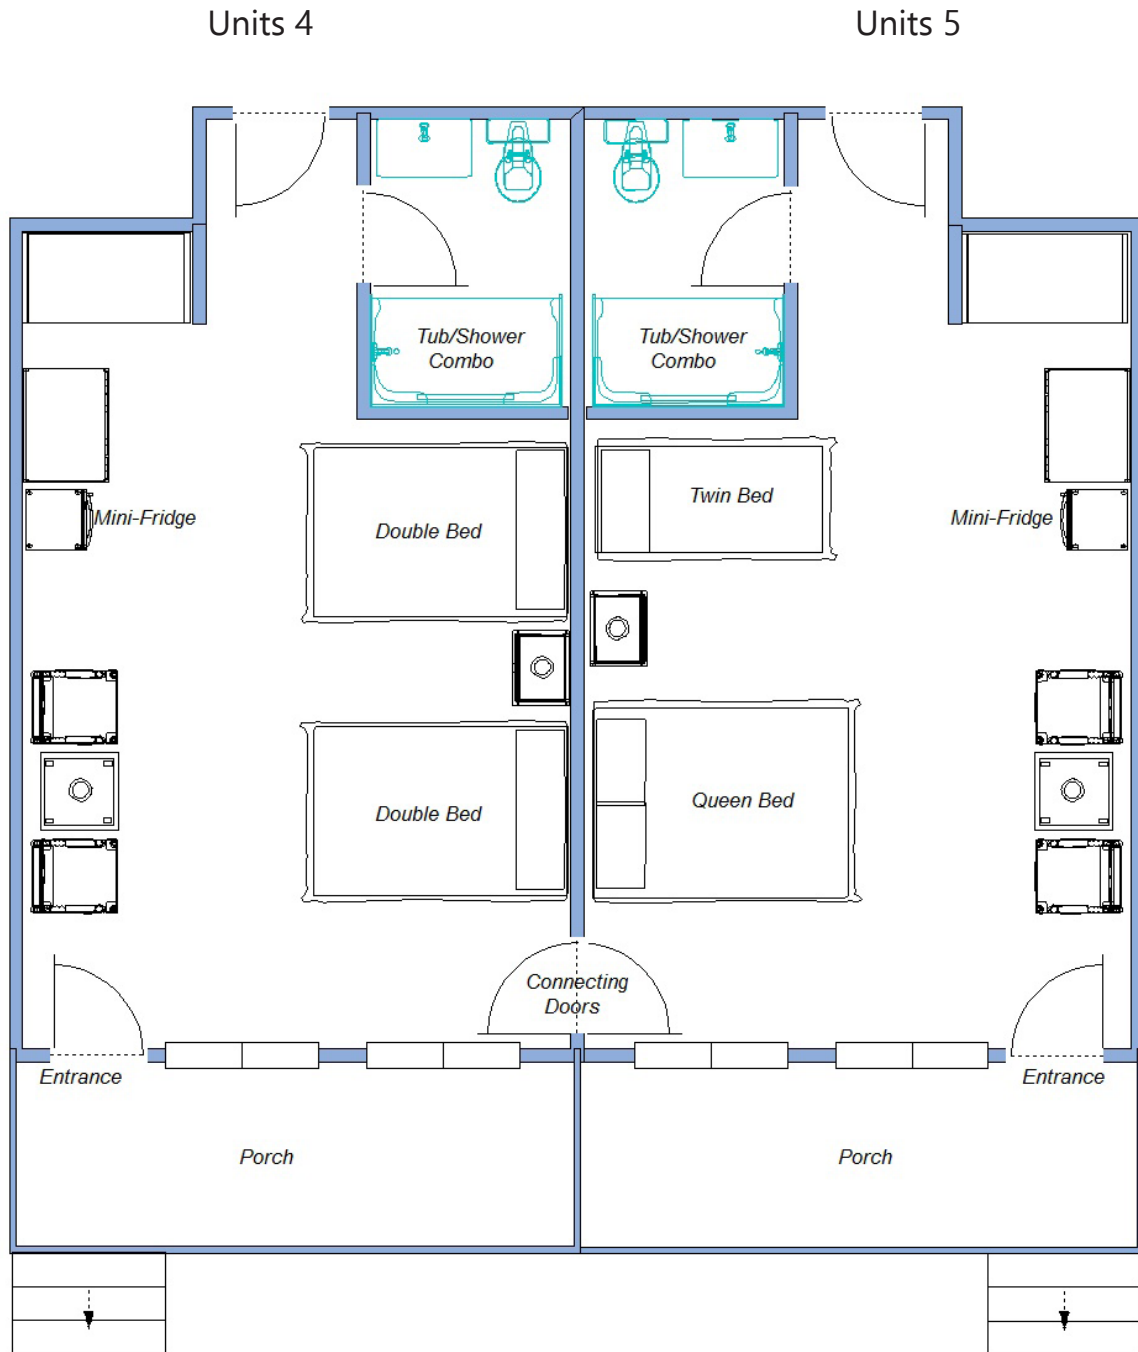 Units 4
Units 5
Tub/Shower
Combo
Tub/Shower
Combo
Twin Bed
Mini-Fridge
Double Bed
Mini-Fridge
Double Bed
Queen Bed
Connecting
Doors
Entrance
Entrance
Porch
Porch